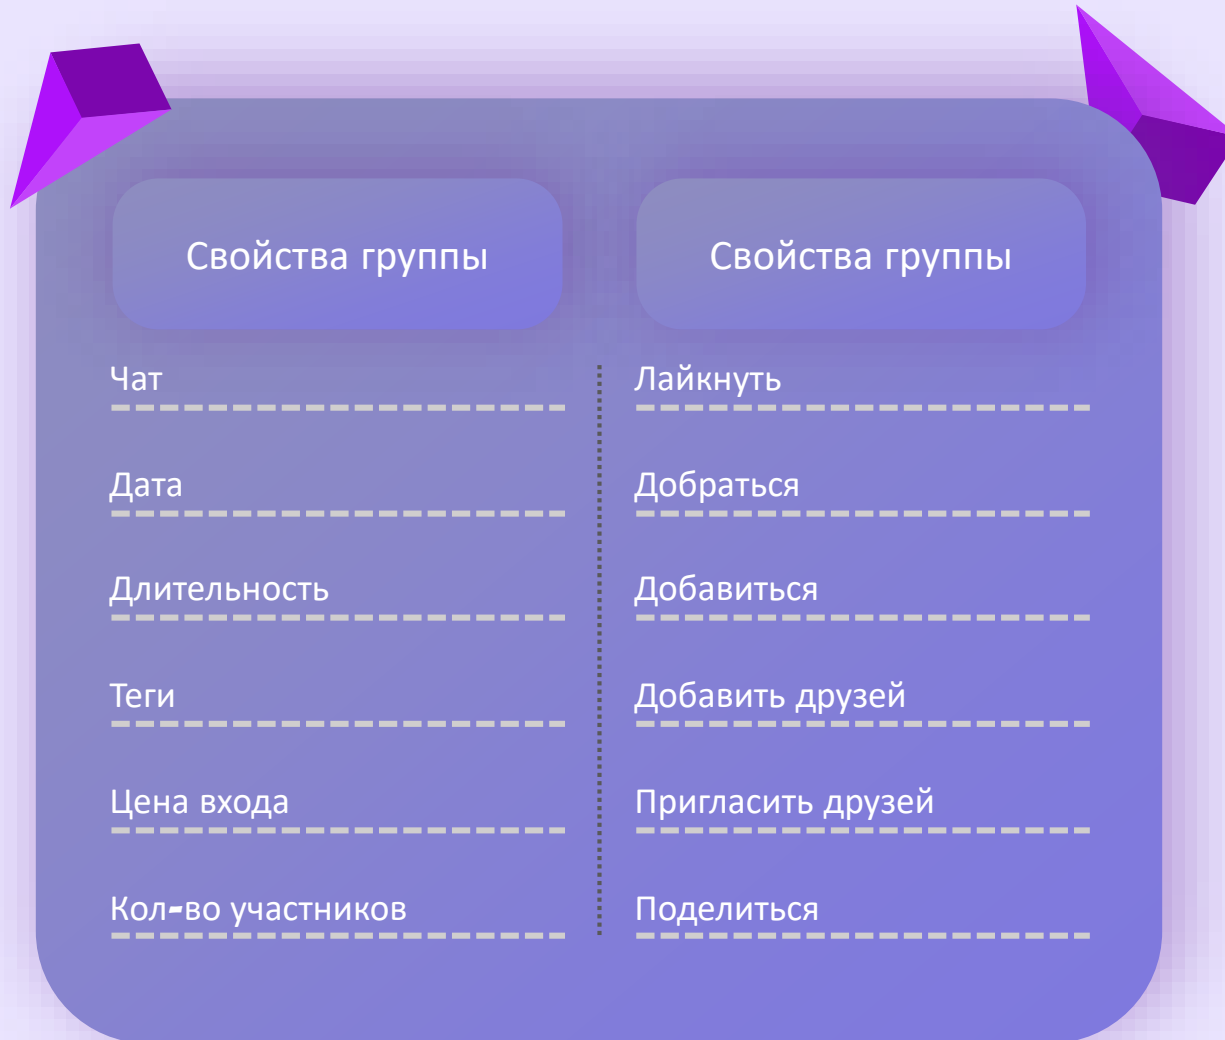 Свойства группы
Свойства группы
Чат
Дата
Длительность
Теги
Цена входа
Кол-во участников
Лайкнуть
Добраться
Добавиться
Добавить друзей
Пригласить друзей
Поделиться